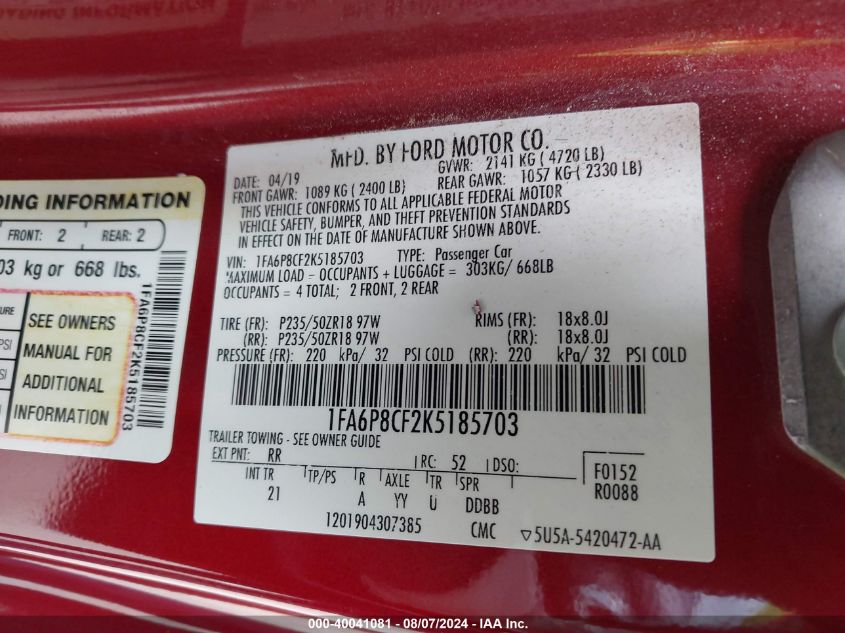 DING INFORMATION
FRONT: 2 REAR: 2
03 kg or 668 lbs.
SEE OWNERS
MANUAL FOR
ADDITIONAL
INFORMATION
1FA6P8CF2K5185703
MFD. BY FORD MOTOR CO.
DATE: 04/19 GVWR: 2141 KG ( 4720 LB)
FRONT GAWR: 1089 KG ( 2400 LB) REAR GAWR: 1057 KG ( 2330 LB)
THIS VEHICLE CONFORMS TO ALL APPLICABLE FEDERAL MOTOR
VEHICLE SAFETY, BUMPER, AND THEFT PREVENTION STANDARDS
IN EFFECT ON THE DATE OF MANUFACTURE SHOWN ABOVE.
VIN: 1FA6P8CF2K5185703 TYPE: Passenger Car
MAXIMUM LOAD = OCCUPANTS + LUGGAGE = 303KG/ 668LB
OCCUPANTS = 4 TOTAL; 2 FRONT, 2 REAR
TIRE (FR): P235/50ZR18 97W RIMS (FR): 18x8.0J
(RR): P235/50ZR18 97W (RR): 18x8.0J
PRESSURE (FR): 220 kPa/ 32 PSI COLD (RR): 220 kPa/ 32 PSI COLD
1FA6P8CF2K5185703
TRAILER TOWING - SEE OWNER GUIDE
EXT PNT: RR RC: 52 DSO: F0152
INT TR TP/PS R AXLE TR SPR R0088
21 A YY U DDBB
1201904307385 CMC ▽5U5A-5420472-AA
000-40041081 - 08/07/2024 - IAA Inc.